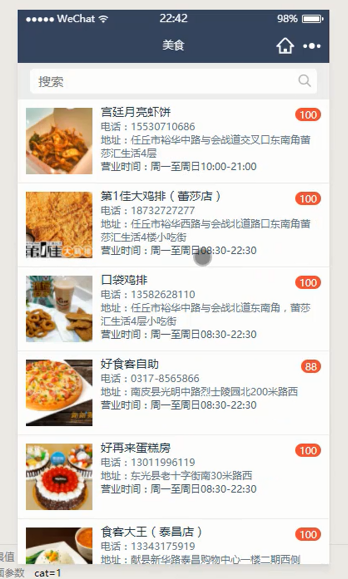 WeChat 22:42 98%
美食
搜索
宫廷月亮虾饼 100
电话：15530710686
地址：任丘市裕华中路与会战道交叉口东南角蕾
莎汇生活4层
营业时间：周一至周日10:00-21:00
第1佳大鸡排（蕾莎店） 100
电话：18732727277
地址：任丘市裕华西路与会战北道路口东南角蕾
莎汇生活4楼小吃街
营业时间：周一至周日08:30-22:30
口袋鸡排 100
电话：13582628110
地址：任丘市裕华中路与会战北道东南角，蕾莎
汇生活4层小吃街
营业时间：周一至周日08:30-22:30
好食客自助 88
电话：0317-8565866
地址：南皮县光明中路烈士陵园北200米路西
营业时间：周一至周日08:30-22:30
好再来蛋糕房 100
电话：13011996119
地址：东光县老十字街南30米路西
营业时间：周一至周日08:30-22:30
食客大王（泰昌店） 100
电话：13343175919
地址：献县新华路泰昌购物中心一楼二期西侧
值
面参数 cat=1